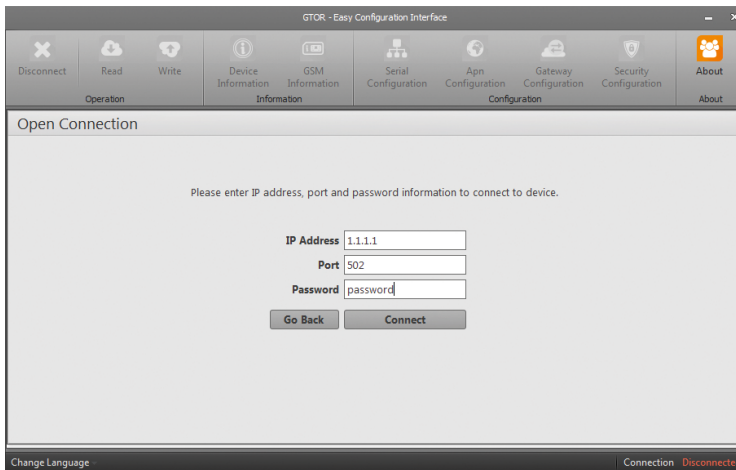 GTOR - Easy Configuration Interface
Disconnect Read Write Device Information GSM Information Serial Configuration Apn Configuration Gateway Configuration Security Configuration About
Operation Information Configuration About
Open Connection
Please enter IP address, port and password information to connect to device.
IP Address 1.1.1.1
Port 502
Password password
Go Back Connect
Change Language Connection Disconnecte